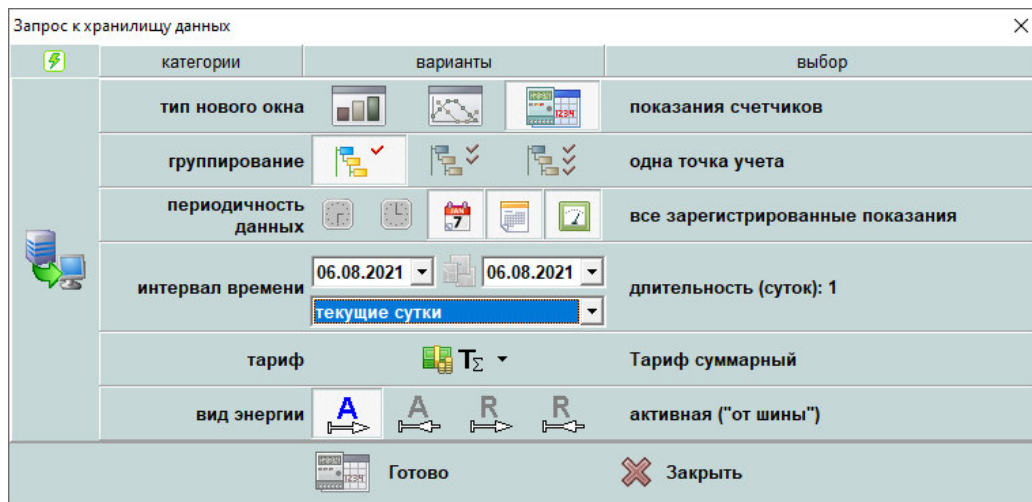 Запрос к хранилищу данных
категории варианты выбор
тип нового окна показания счетчиков
группирование одна точка учета
периодичность данных все зарегистрированные показания
интервал времени 06.08.2021 06.08.2021 длительность (суток): 1
текущие сутки
тариф TΣ Тариф суммарный
вид энергии A A R R активная ("от шины")
Готово Закрыть